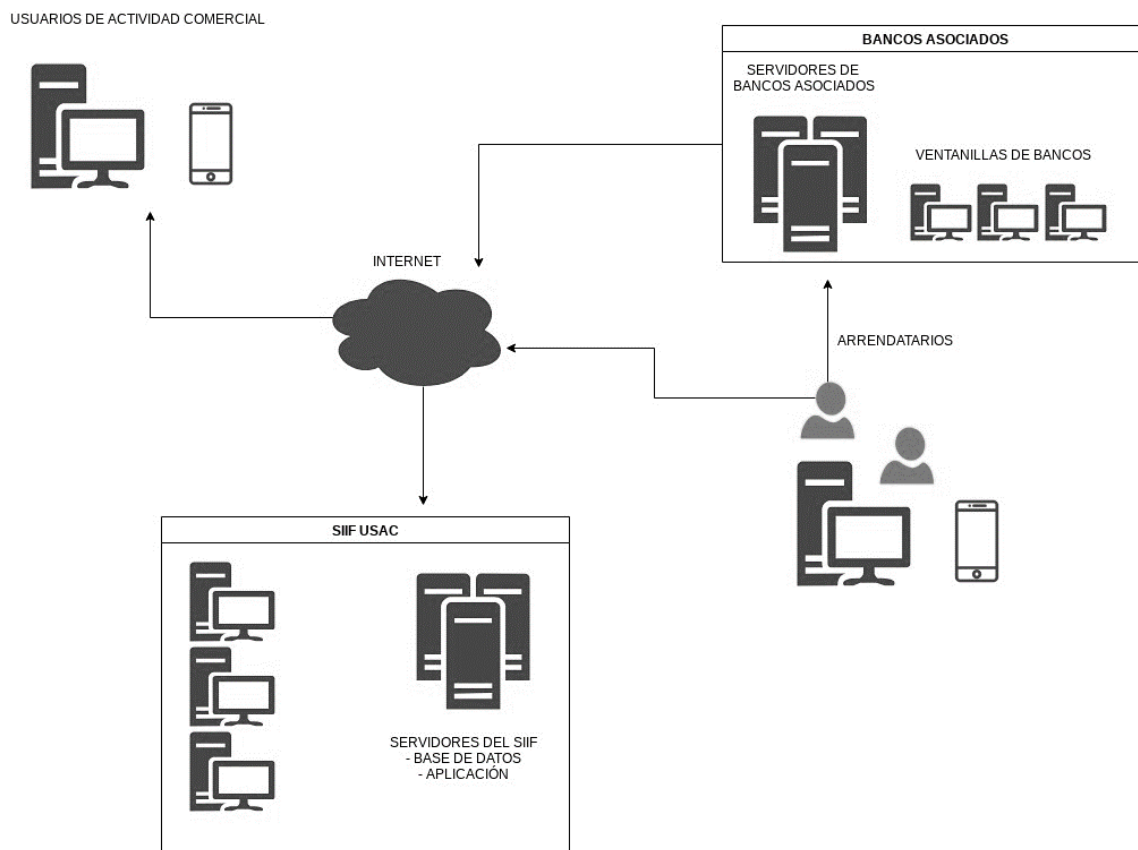 USUARIOS DE ACTIVIDAD COMERCIAL
BANCOS ASOCIADOS
SERVIDORES DE
BANCOS ASOCIADOS
VENTANILLAS DE BANCOS
INTERNET
ARRENDATARIOS
SIIF USAC
SERVIDORES DEL SIIF
- BASE DE DATOS
- APLICACIÓN